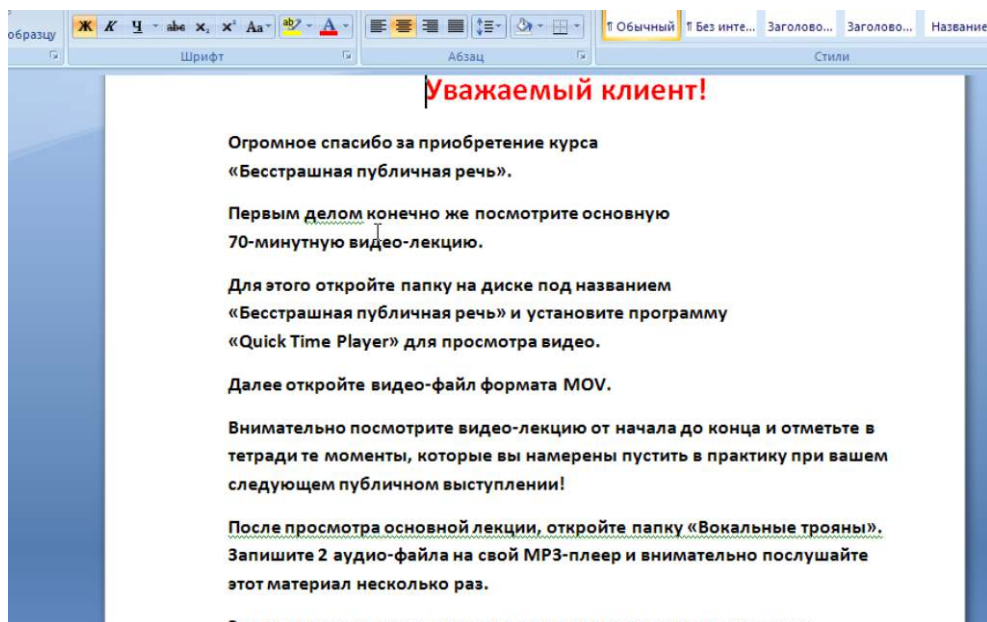 образцу
Ж К Ч abc x₂ x² Aa ab A
¶ Обычный ¶ Без инте... Заголово... Заголово... Название
Шрифт Абзац Стили
Уважаемый клиент!
Огромное спасибо за приобретение курса
«Бесстрашная публичная речь».
Первым делом конечно же посмотрите основную
70-минутную видео-лекцию.
Для этого откройте папку на диске под названием
«Бесстрашная публичная речь» и установите программу
«Quick Time Player» для просмотра видео.
Далее откройте видео-файл формата MOV.
Внимательно посмотрите видео-лекцию от начала до конца и отметьте в
тетради те моменты, которые вы намерены пустить в практику при вашем
следующем публичном выступлении!
После просмотра основной лекции, откройте папку «Вокальные трояны».
Запишите 2 аудио-файла на свой MP3-плеер и внимательно послушайте
этот материал несколько раз.